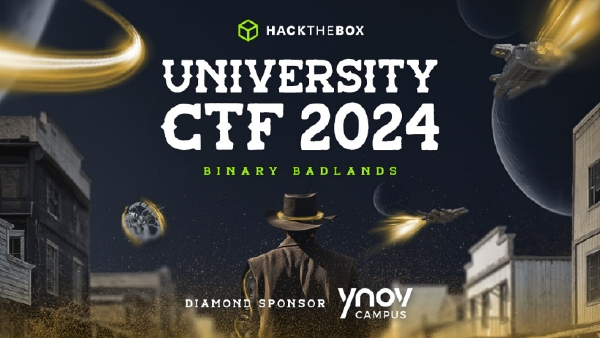 HACKTHEBOX
UNIVERSITY
CTF 2024
BINARY BADLANDS
DIAMOND SPONSOR ynov
CAMPUS